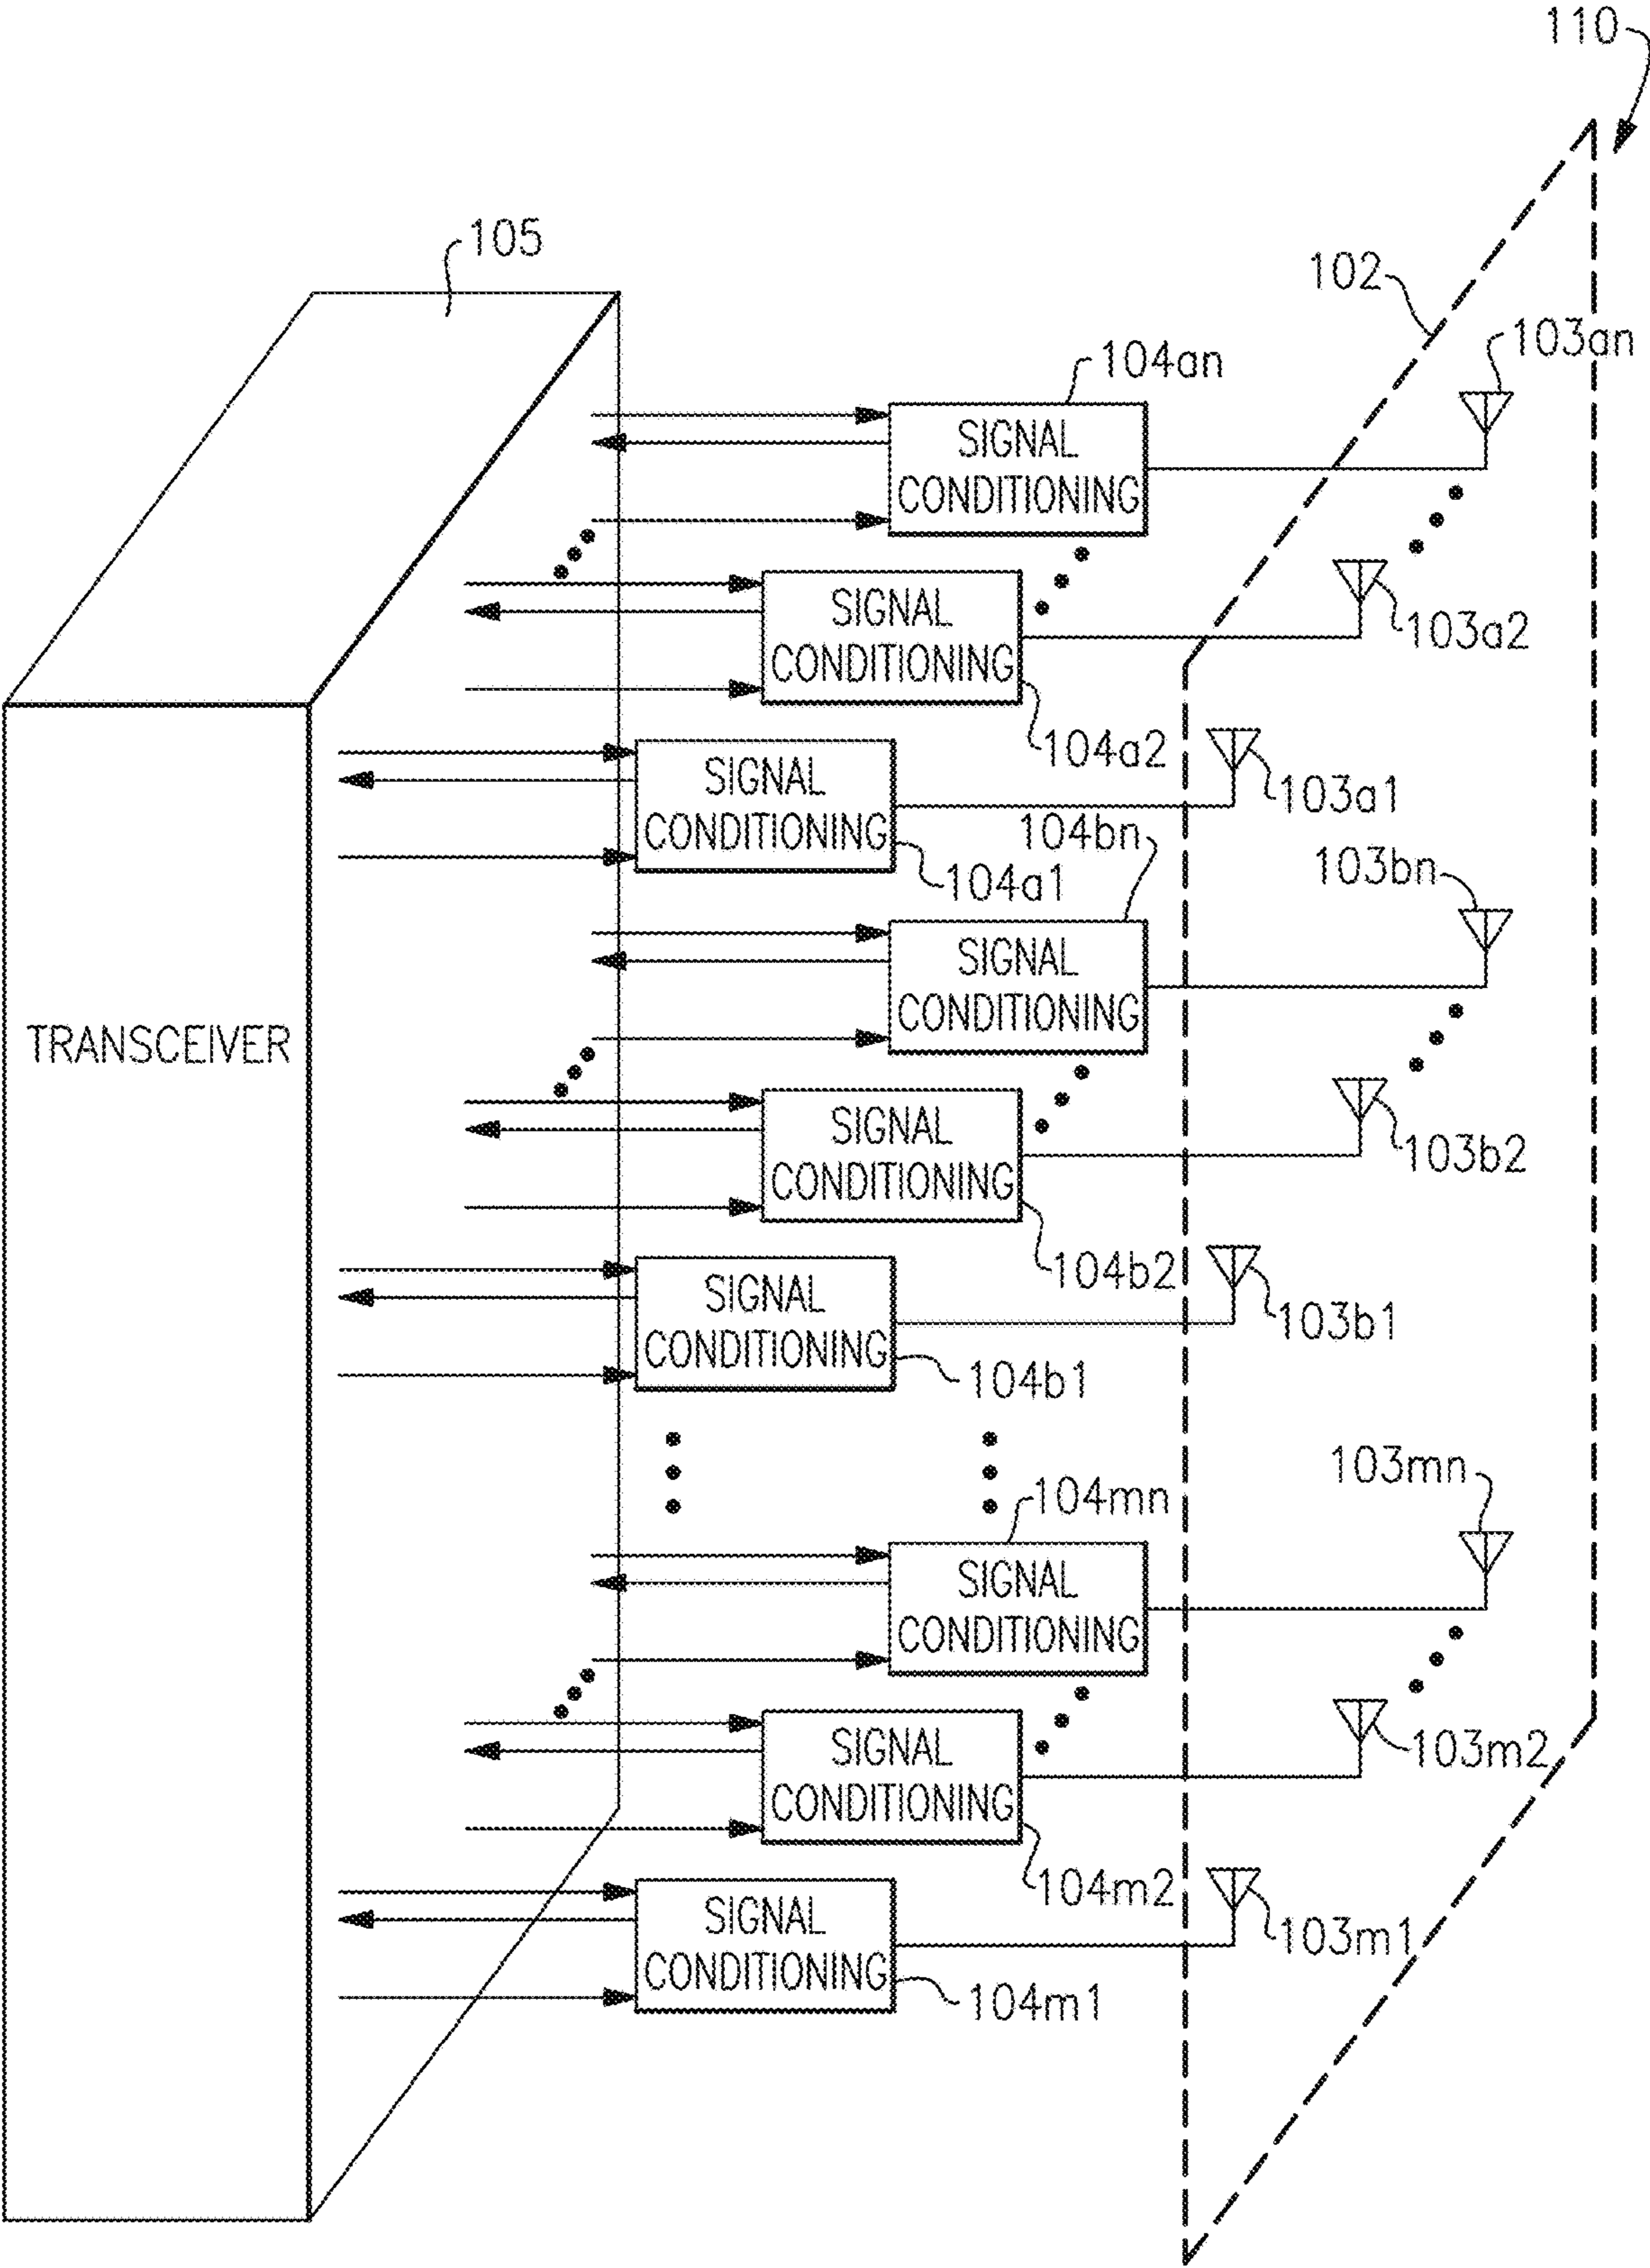 110
105
102
103an
104an
SIGNAL
CONDITIONING
SIGNAL
CONDITIONING
103a2
104a2
SIGNAL
CONDITIONING
103a1
104bn
104a1
103bn
SIGNAL
CONDITIONING
TRANSCEIVER
SIGNAL
CONDITIONING
103b2
104b2
SIGNAL
CONDITIONING
103b1
104b1
103mn
104mn
SIGNAL
CONDITIONING
SIGNAL
CONDITIONING
103m2
104m2
SIGNAL
CONDITIONING
103m1
104m1